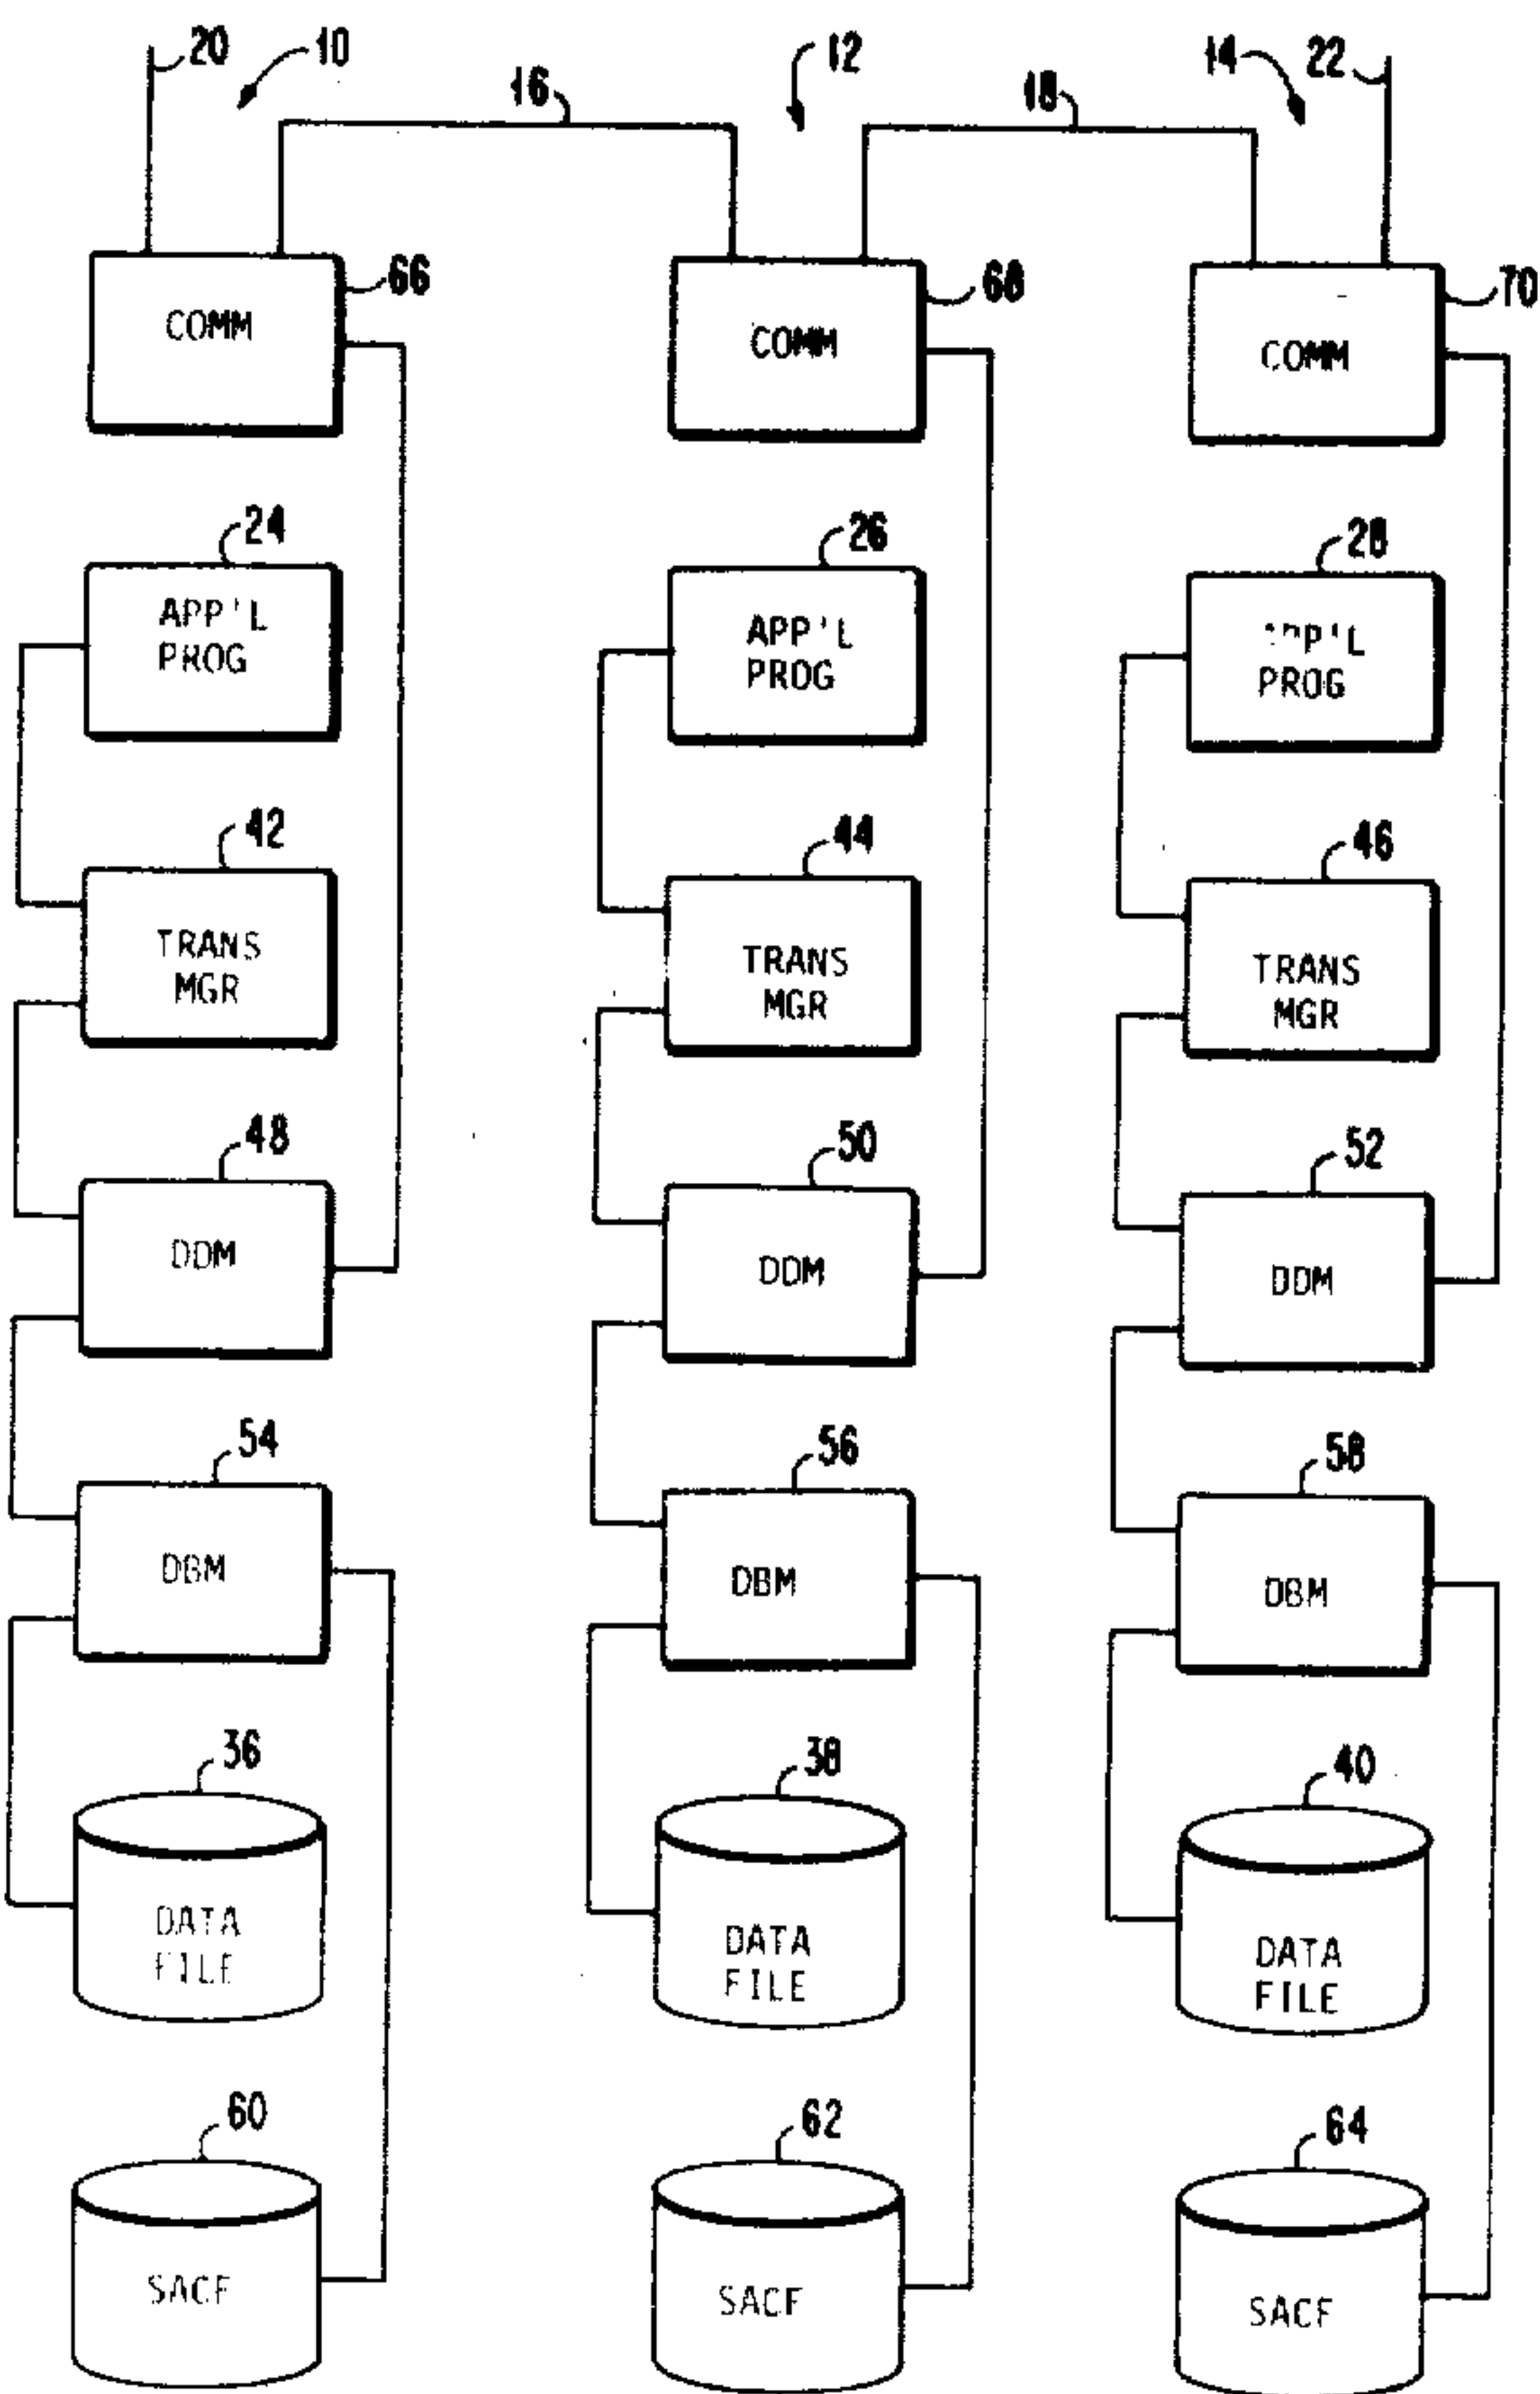 20 10 12 14 22
16 18
66 68 70
COMM COMM COMM
24 26 28
APP'L APP'L APP'L
PROG PROG PROG
42 44 46
TRANS TRANS TRANS
MGR MGR MGR
48 50 52
DDM DDM DDM
54 56 58
DBM DBM DBM
36 38 40
DATA DATA DATA
FILE FILE FILE
60 62 64
SACF SACF SACF